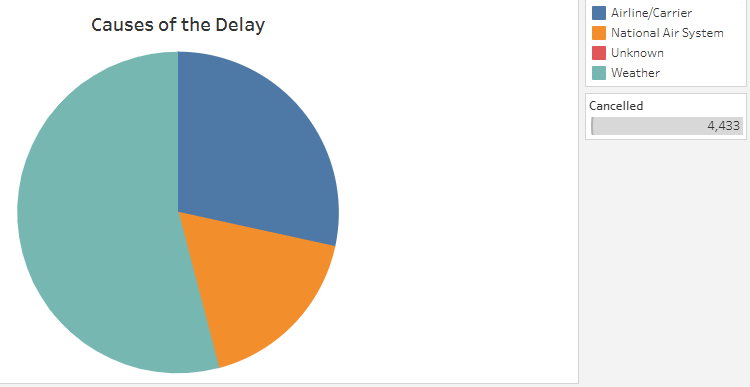 Causes of the Delay
Airline/Carrier
National Air System
Unknown
Weather
Cancelled
4,433